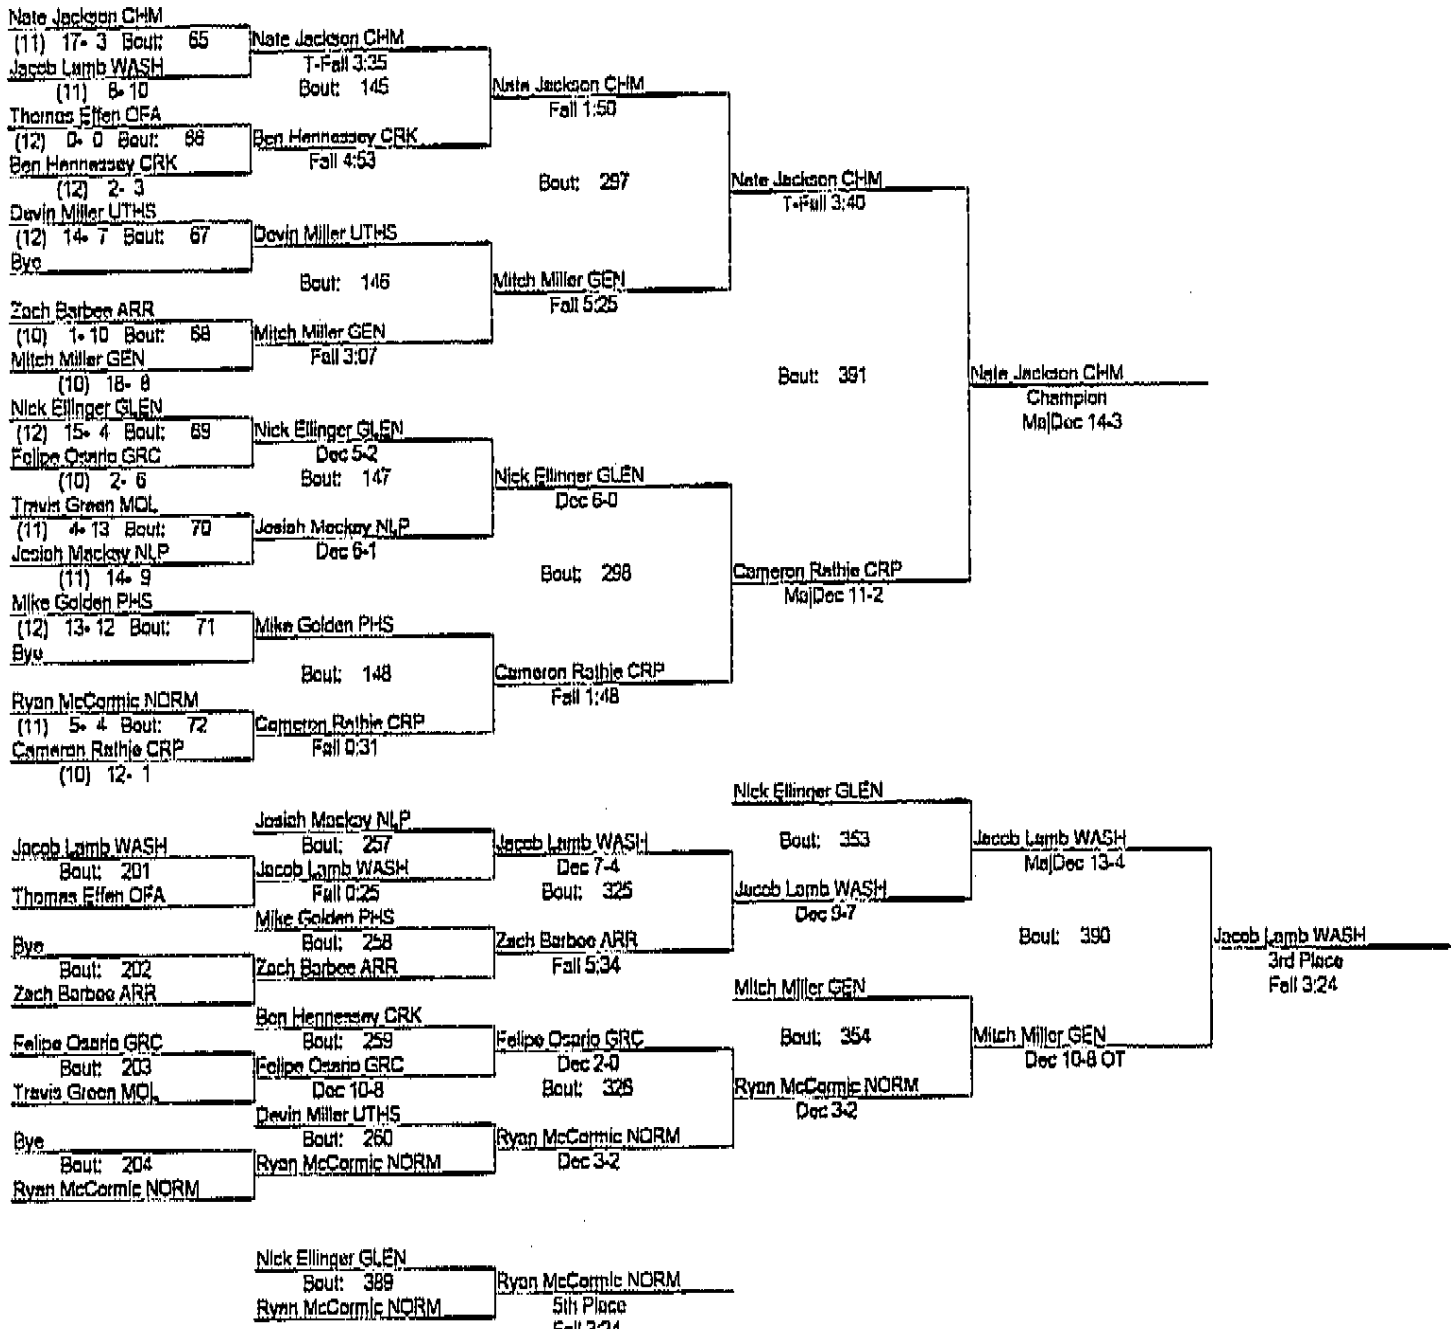 Nate Jackson CHM
(11) 17- 3 Bout: 65
Jacob Lamb WASH
(11) 8- 10
Thomas Effen OFA
(12) 0- 0 Bout: 66
Ben Hennessey CRK
(12) 2- 3
Devin Miller UTHS
(12) 14- 7 Bout: 67
Bye
Zach Barbee ARR
(10) 1- 10 Bout: 68
Mitch Miller GEN
(10) 18- 8
Nick Ellinger GLEN
(12) 15- 4 Bout: 69
Felipe Osario GRC
(10) 2- 6
Travis Green MOL
(11) 4- 13 Bout: 70
Josiah Mackay NLP
(11) 14- 9
Mike Golden PHS
(12) 13- 12 Bout: 71
Bye
Ryan McCormic NORM
(11) 5- 4 Bout: 72
Cameron Rathje CRP
(10) 12- 1
Nate Jackson CHM
T-Fall 3:35
Bout: 145
Ben Hennessey CRK
Fall 4:53
Devin Miller UTHS
Bout: 146
Mitch Miller GEN
Fall 3:07
Nick Ellinger GLEN
Dec 5-2
Bout: 147
Josiah Mackay NLP
Dec 6-1
Mike Golden PHS
Bout: 148
Cameron Rathje CRP
Fall 0:31
Nate Jackson CHM
Fall 1:50
Bout: 297
Mitch Miller GEN
Fall 5:25
Nick Ellinger GLEN
Dec 6-0
Bout: 298
Cameron Rathje CRP
Fall 1:48
Nate Jackson CHM
T-Fall 3:40
Bout: 391
Cameron Rathje CRP
MajDec 11-2
Nate Jackson CHM
Champion
MajDec 14-3
Jacob Lamb WASH
Bout: 201
Thomas Effen OFA
Bye
Bout: 202
Zach Barbee ARR
Felipe Osario GRC
Bout: 203
Travis Green MOL
Bye
Bout: 204
Ryan McCormic NORM
Josiah Mackay NLP
Bout: 257
Jacob Lamb WASH
Fall 0:25
Mike Golden PHS
Bout: 258
Zach Barbee ARR
Ben Hennessey CRK
Bout: 259
Felipe Osario GRC
Dec 10-8
Devin Miller UTHS
Bout: 260
Ryan McCormic NORM
Jacob Lamb WASH
Dec 7-4
Bout: 325
Zach Barbee ARR
Fall 5:34
Felipe Osario GRC
Dec 2-0
Bout: 326
Ryan McCormic NORM
Dec 3-2
Nick Ellinger GLEN
Bout: 353
Jacob Lamb WASH
Dec 9-7
Mitch Miller GEN
Bout: 354
Ryan McCormic NORM
Dec 3-2
Jacob Lamb WASH
MajDec 13-4
Bout: 390
Mitch Miller GEN
Dec 10-8 OT
Jacob Lamb WASH
3rd Place
Fall 3:24
Nick Ellinger GLEN
Bout: 389
Ryan McCormic NORM
Ryan McCormic NORM
5th Place
Fall 3:24